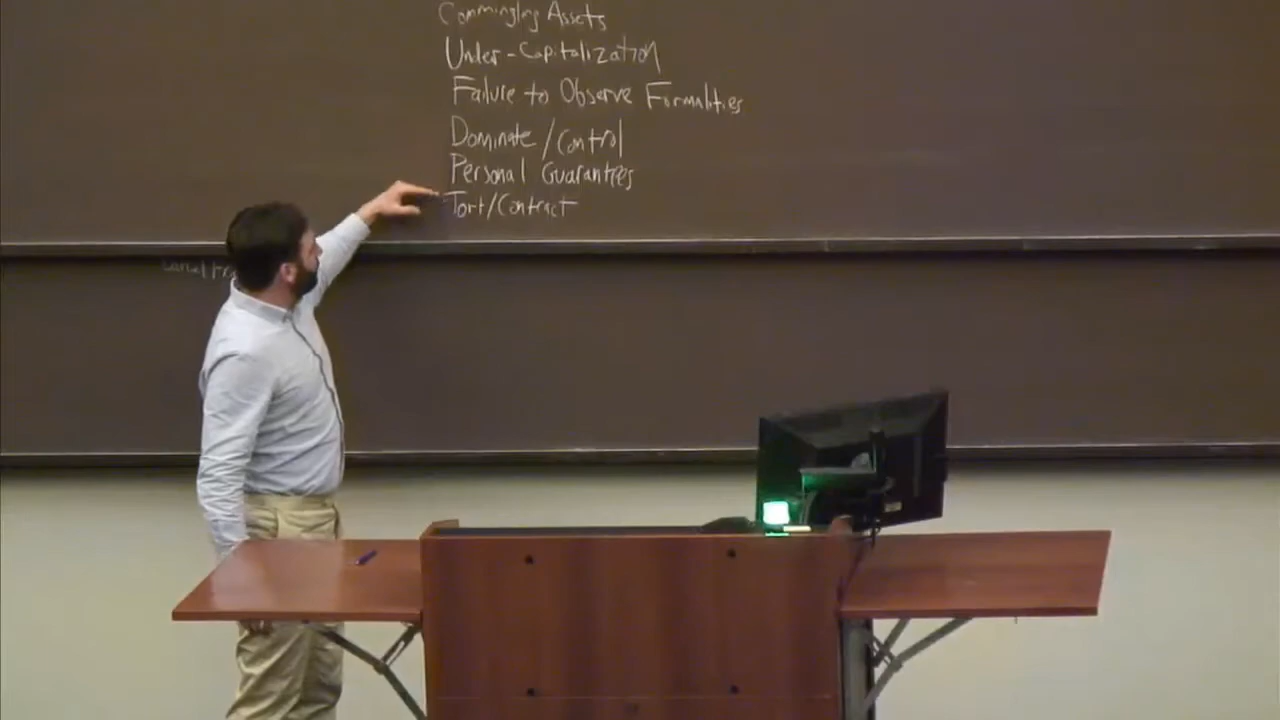 Commingling Assets
Under-Capitalization
Failure to Observe Formalities
Dominate/Control
Personal Guarantees
Tort/Contract